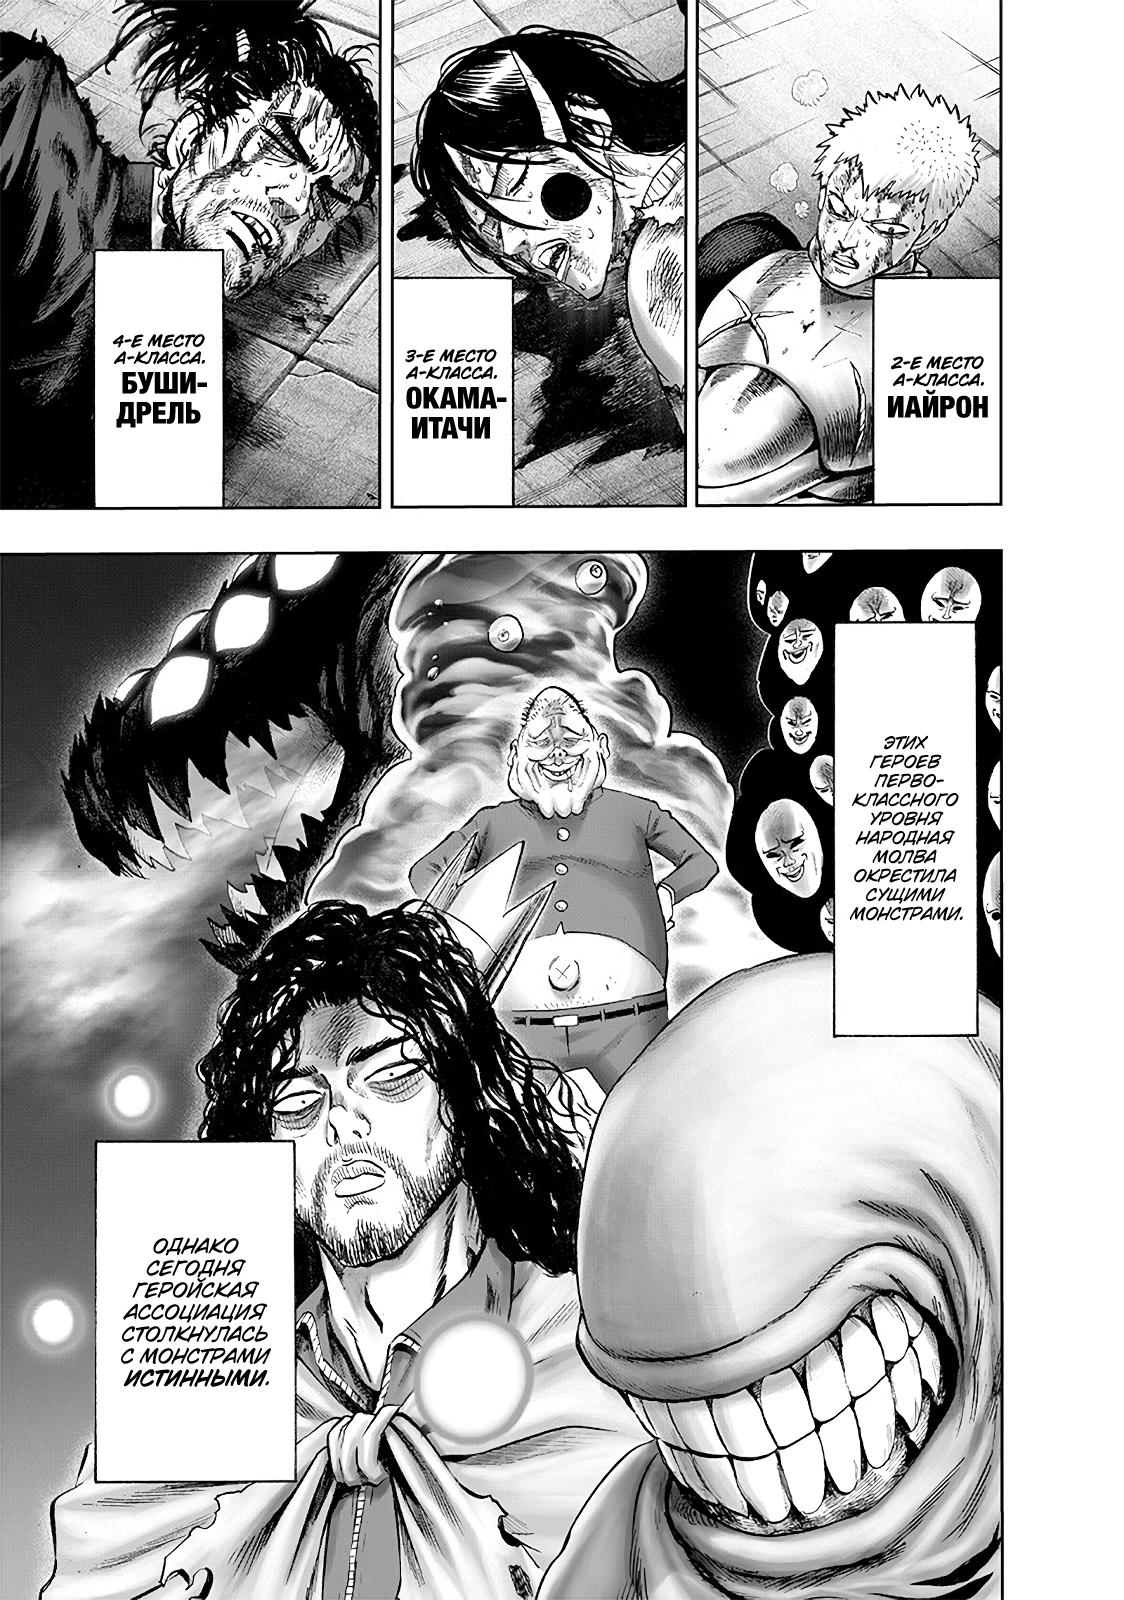 2-Е МЕСТО
А-КЛАССА.
ИАЙРОН
3-Е МЕСТО
А-КЛАССА.
ОКАМА-
ИТАЧИ
4-Е МЕСТО
А-КЛАССА.
БУШИ-
ДРЕЛЬ
ЭТИХ
ГЕРОЕВ
ПЕРВО-
КЛАССНОГО
УРОВНЯ
НАРОДНАЯ
МОЛВА
ОКРЕСТИЛА
СУЩИМИ
МОНСТРАМИ.
ОДНАКО
СЕГОДНЯ
ГЕРОЙСКАЯ
АССОЦИАЦИЯ
СТОЛКНУЛАСЬ
С МОНСТРАМИ
ИСТИННЫМИ.